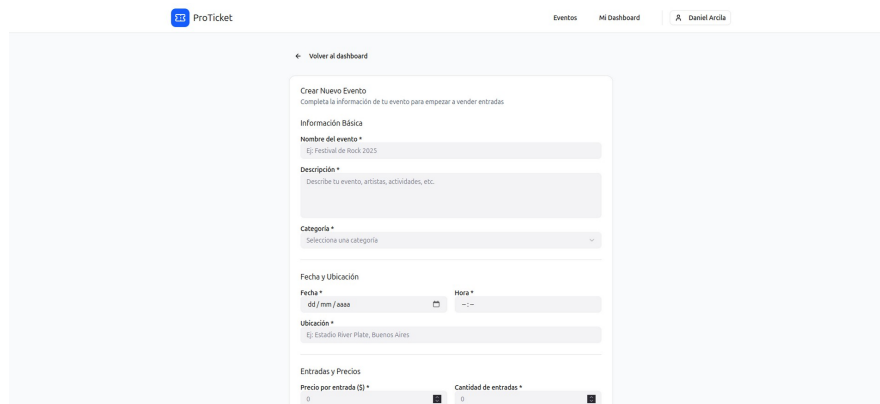 ProTicket
Eventos
Mi Dashboard
Daniel Arcila
← Volver al dashboard
Crear Nuevo Evento
Completa la información de tu evento para empezar a vender entradas
Información Básica
Nombre del evento *
Ej: Festival de Rock 2025
Descripción *
Describe tu evento, artistas, actividades, etc.
Categoría *
Selecciona una categoría
Fecha y Ubicación
Fecha *
Hora *
dd / mm / aaaa
-- : --
Ubicación *
Ej: Estadio River Plate, Buenos Aires
Entradas y Precios
Precio por entrada ($) *
Cantidad de entradas *
0
0